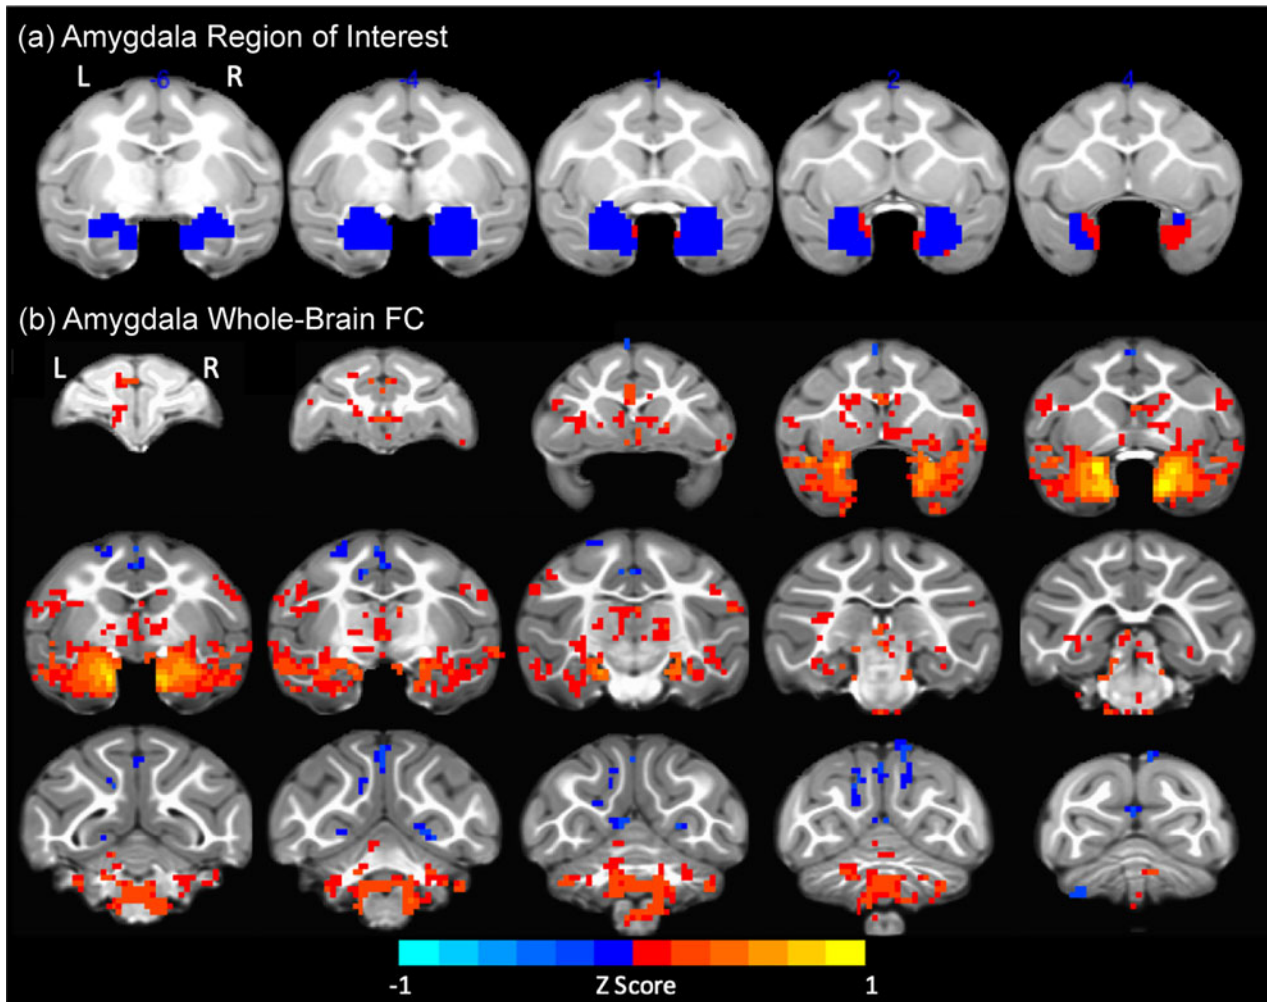 (a) Amygdala Region of Interest
L R
-6 -4 -1 2 4
(b) Amygdala Whole-Brain FC
L R
-1 Z Score 1